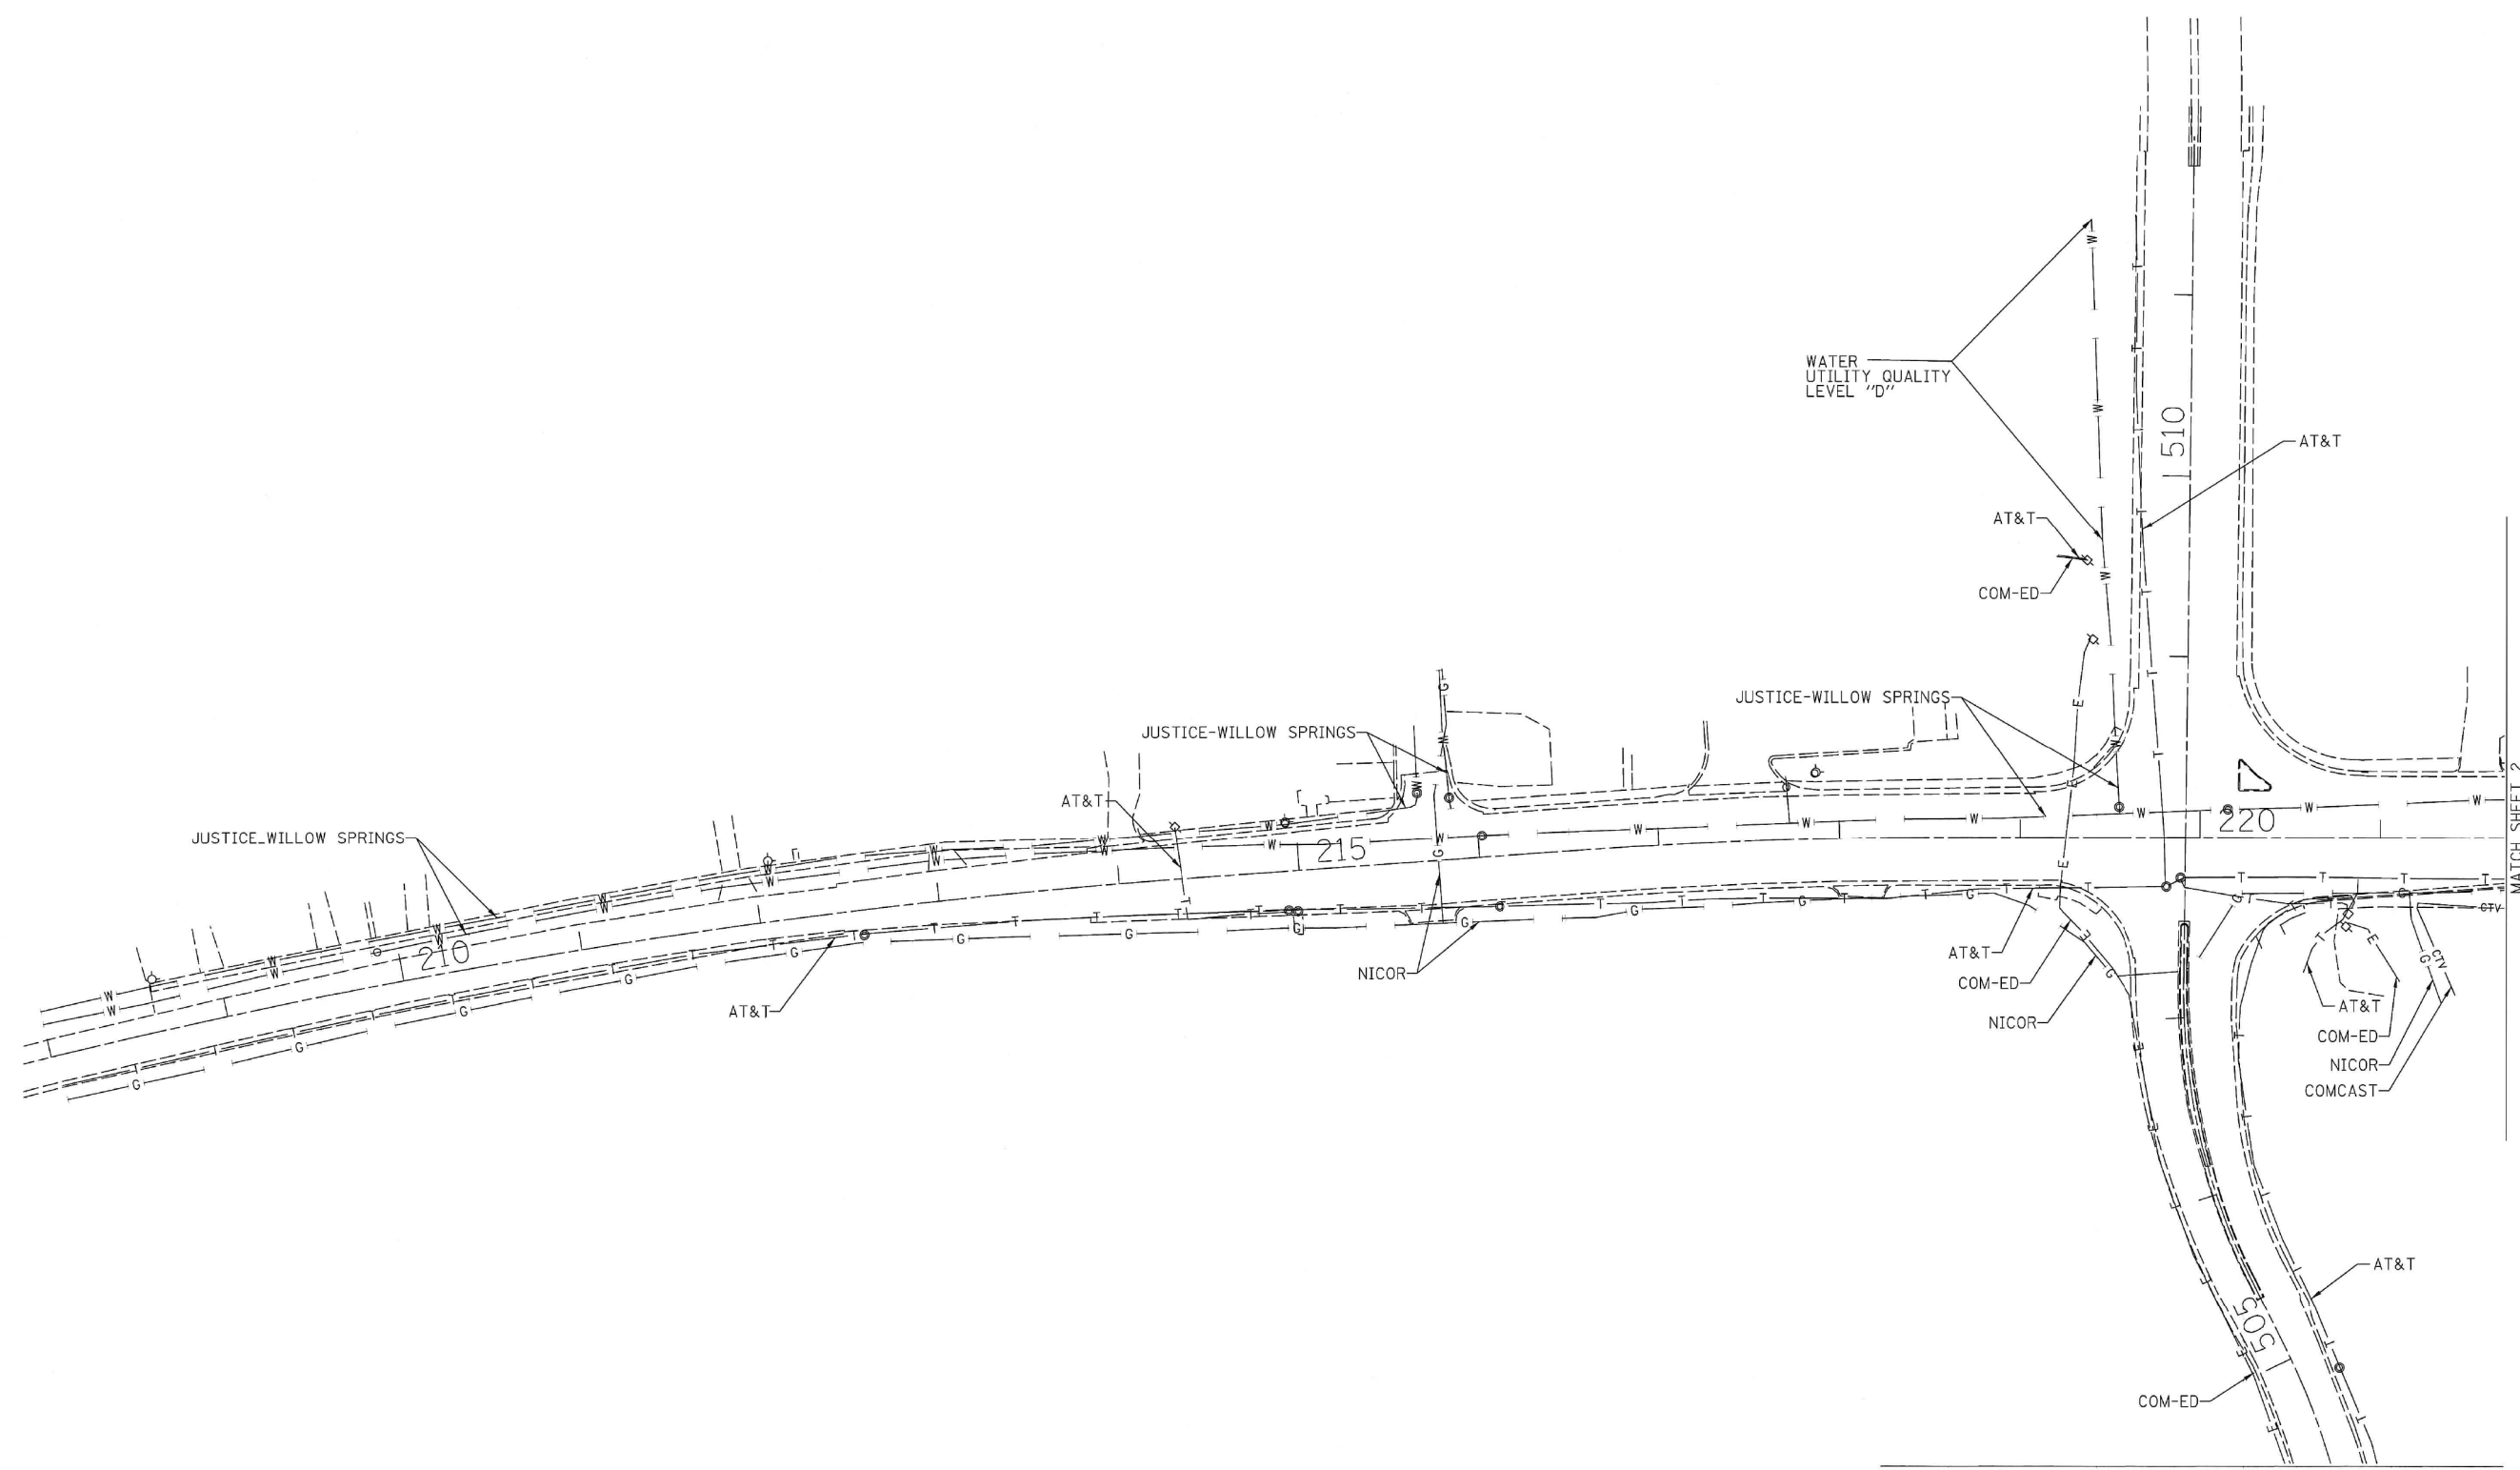 WATER
UTILITY QUALITY
LEVEL "D"
510
AT&T
AT&T
COM-ED
JUSTICE-WILLOW SPRINGS
JUSTICE-WILLOW SPRINGS
AT&T
JUSTICE_WILLOW SPRINGS
210
215
220
MATCH SHEET 2
AT&T
NICOR
AT&T
COM-ED
NICOR
CTV
CTV
AT&T
COM-ED
NICOR
COMCAST
AT&T
505
COM-ED